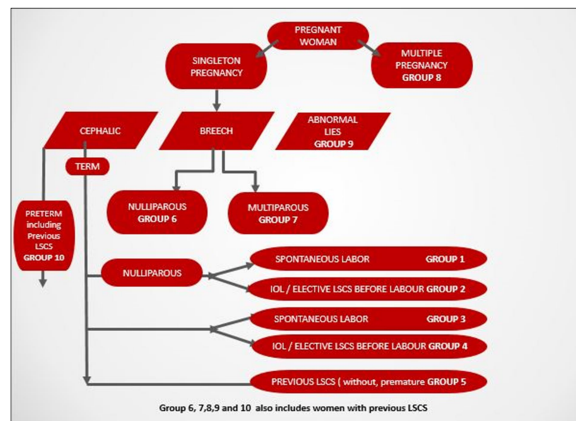 PREGNANT
WOMAN
SINGLETON
PREGNANCY
MULTIPLE
PREGNANCY
GROUP 8
CEPHALIC
BREECH
ABNORMAL
LIES
GROUP 9
TERM
NULLIPAROUS
GROUP 6
MULTIPAROUS
GROUP 7
PRETERM
including
Previous
LSCS
GROUP 10
NULLIPAROUS
SPONTANEOUS LABOR GROUP 1
IOL / ELECTIVE LSCS BEFORE LABOUR GROUP 2
SPONTANEOUS LABOR GROUP 3
IOL / ELECTIVE LSCS BEFORE LABOUR GROUP 4
PREVIOUS LSCS ( without, premature GROUP 5
Group 6, 7,8,9 and 10 also includes women with previous LSCS